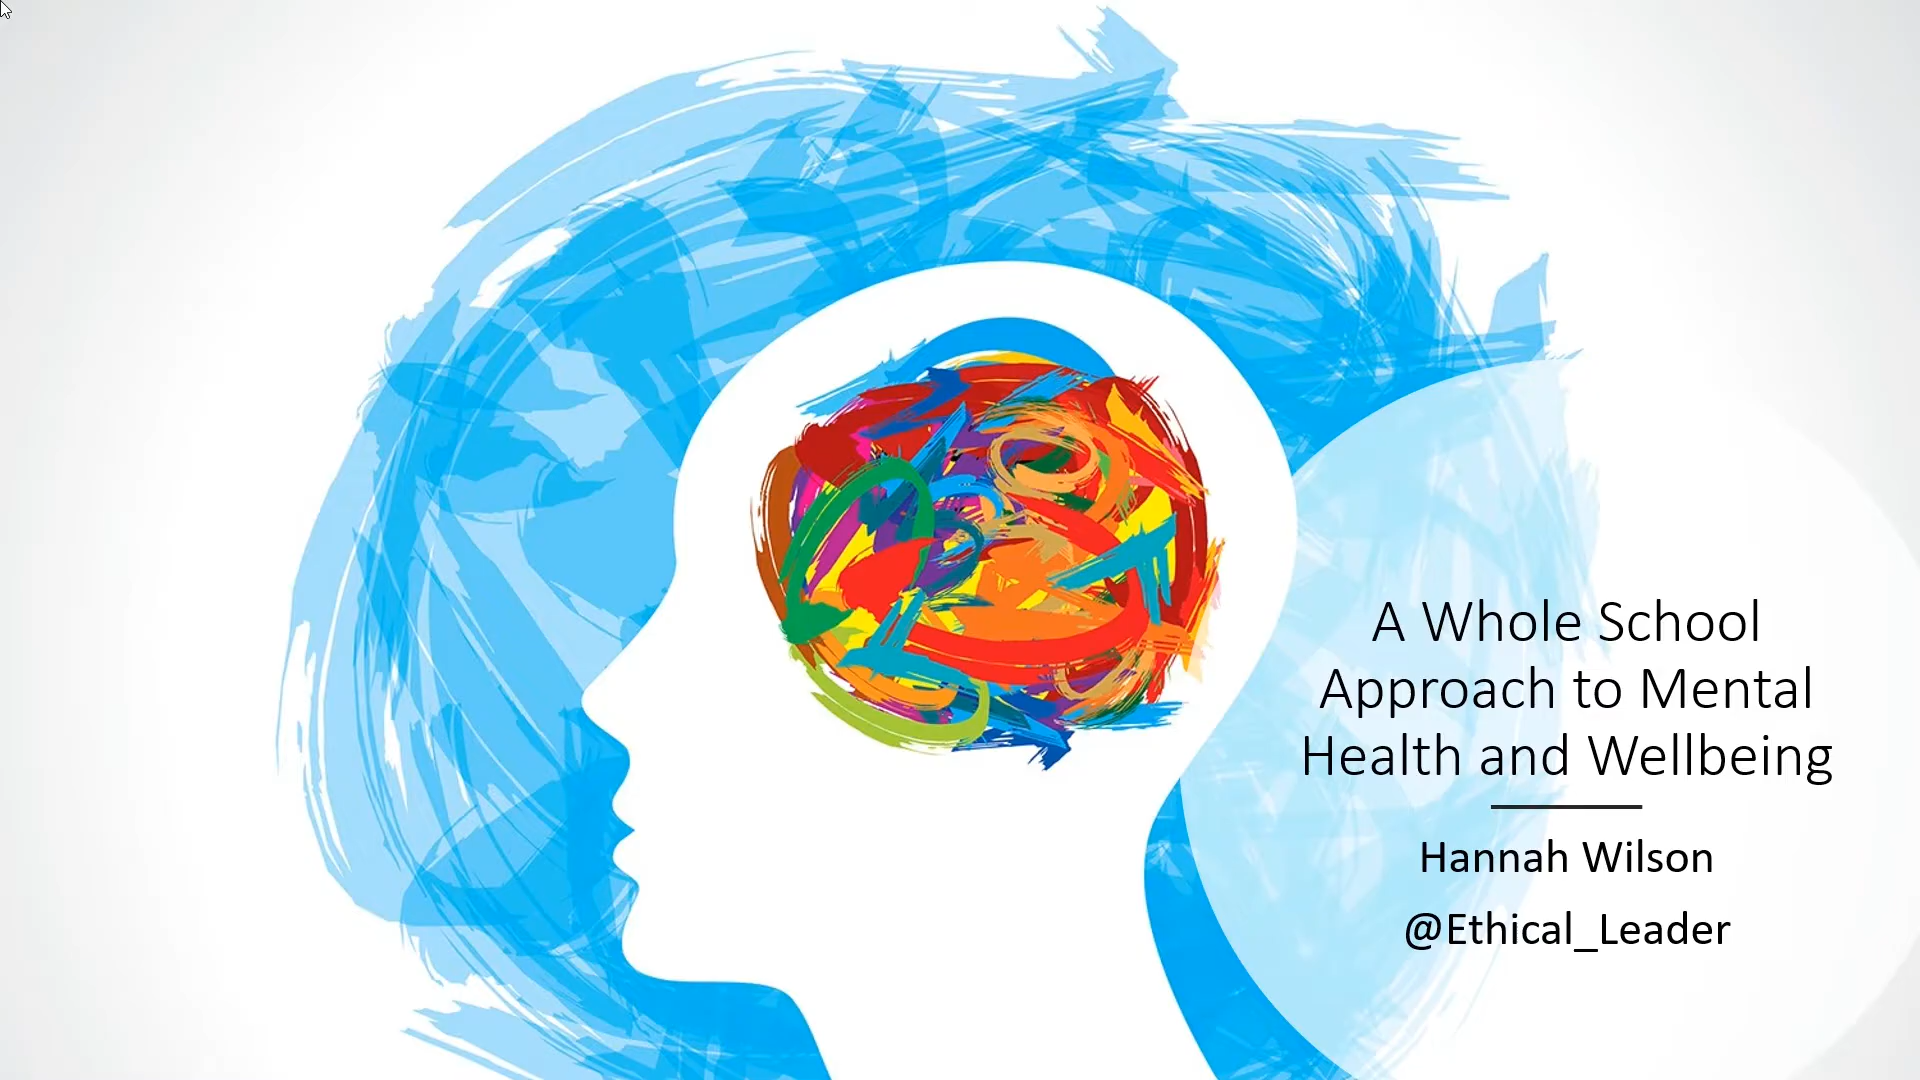 A Whole School
Approach to Mental
Health and Wellbeing
Hannah Wilson
@Ethical_Leader